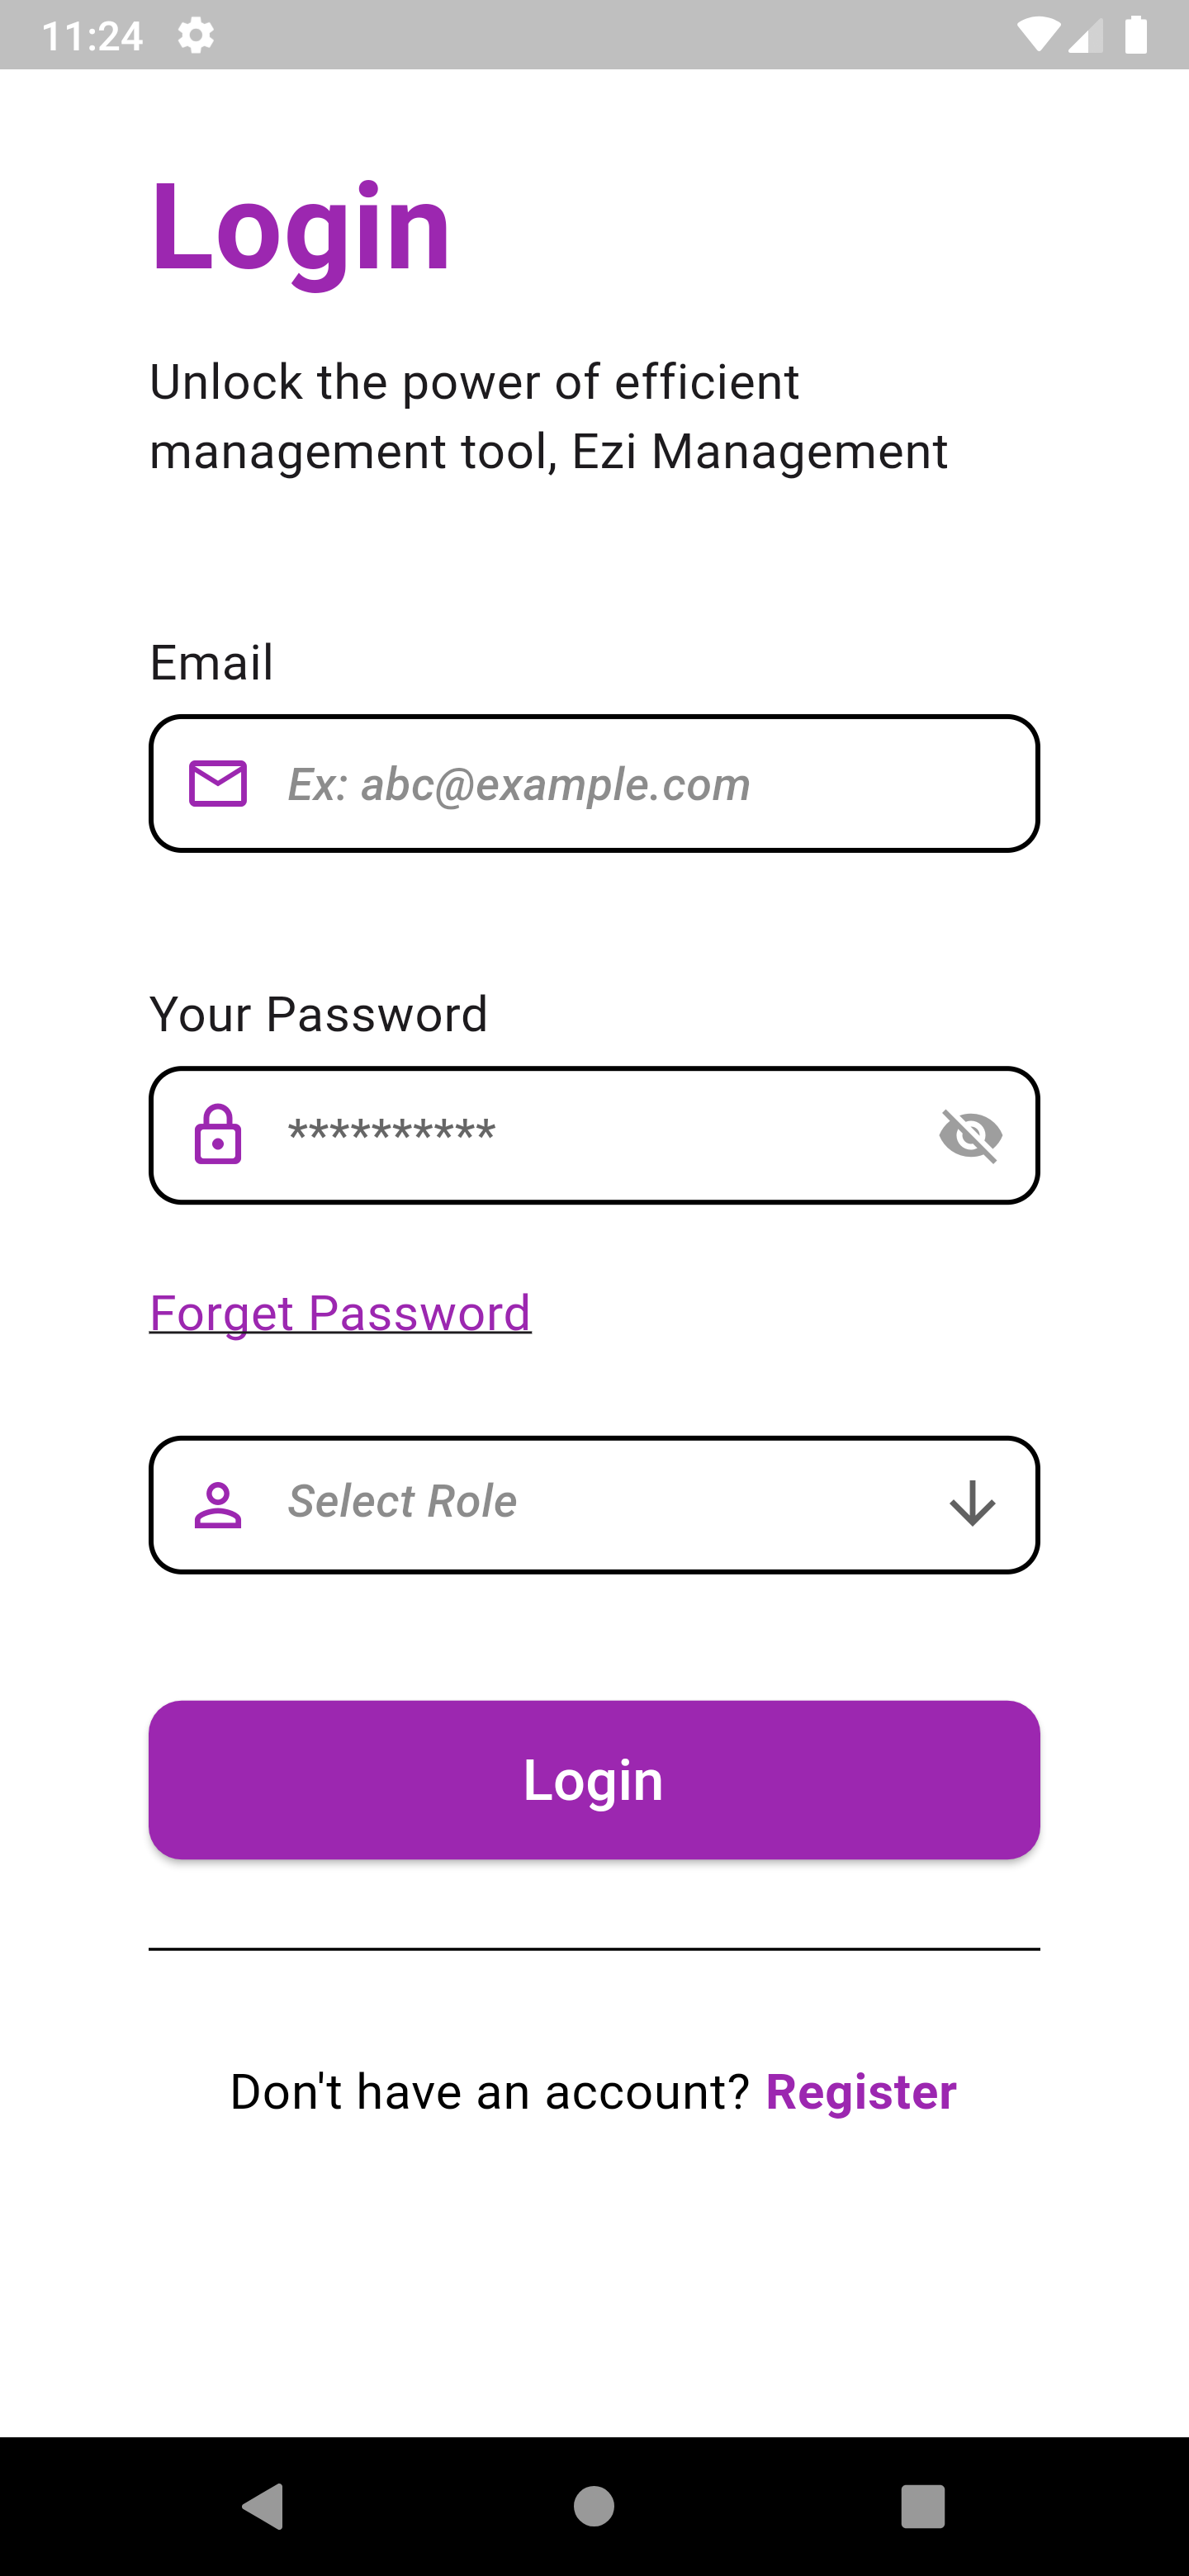 11:24
Login
Unlock the power of efficient
management tool, Ezi Management
Email
Ex: abc@example.com
Your Password
**********
Forget Password
Select Role
Login
Don't have an account? Register